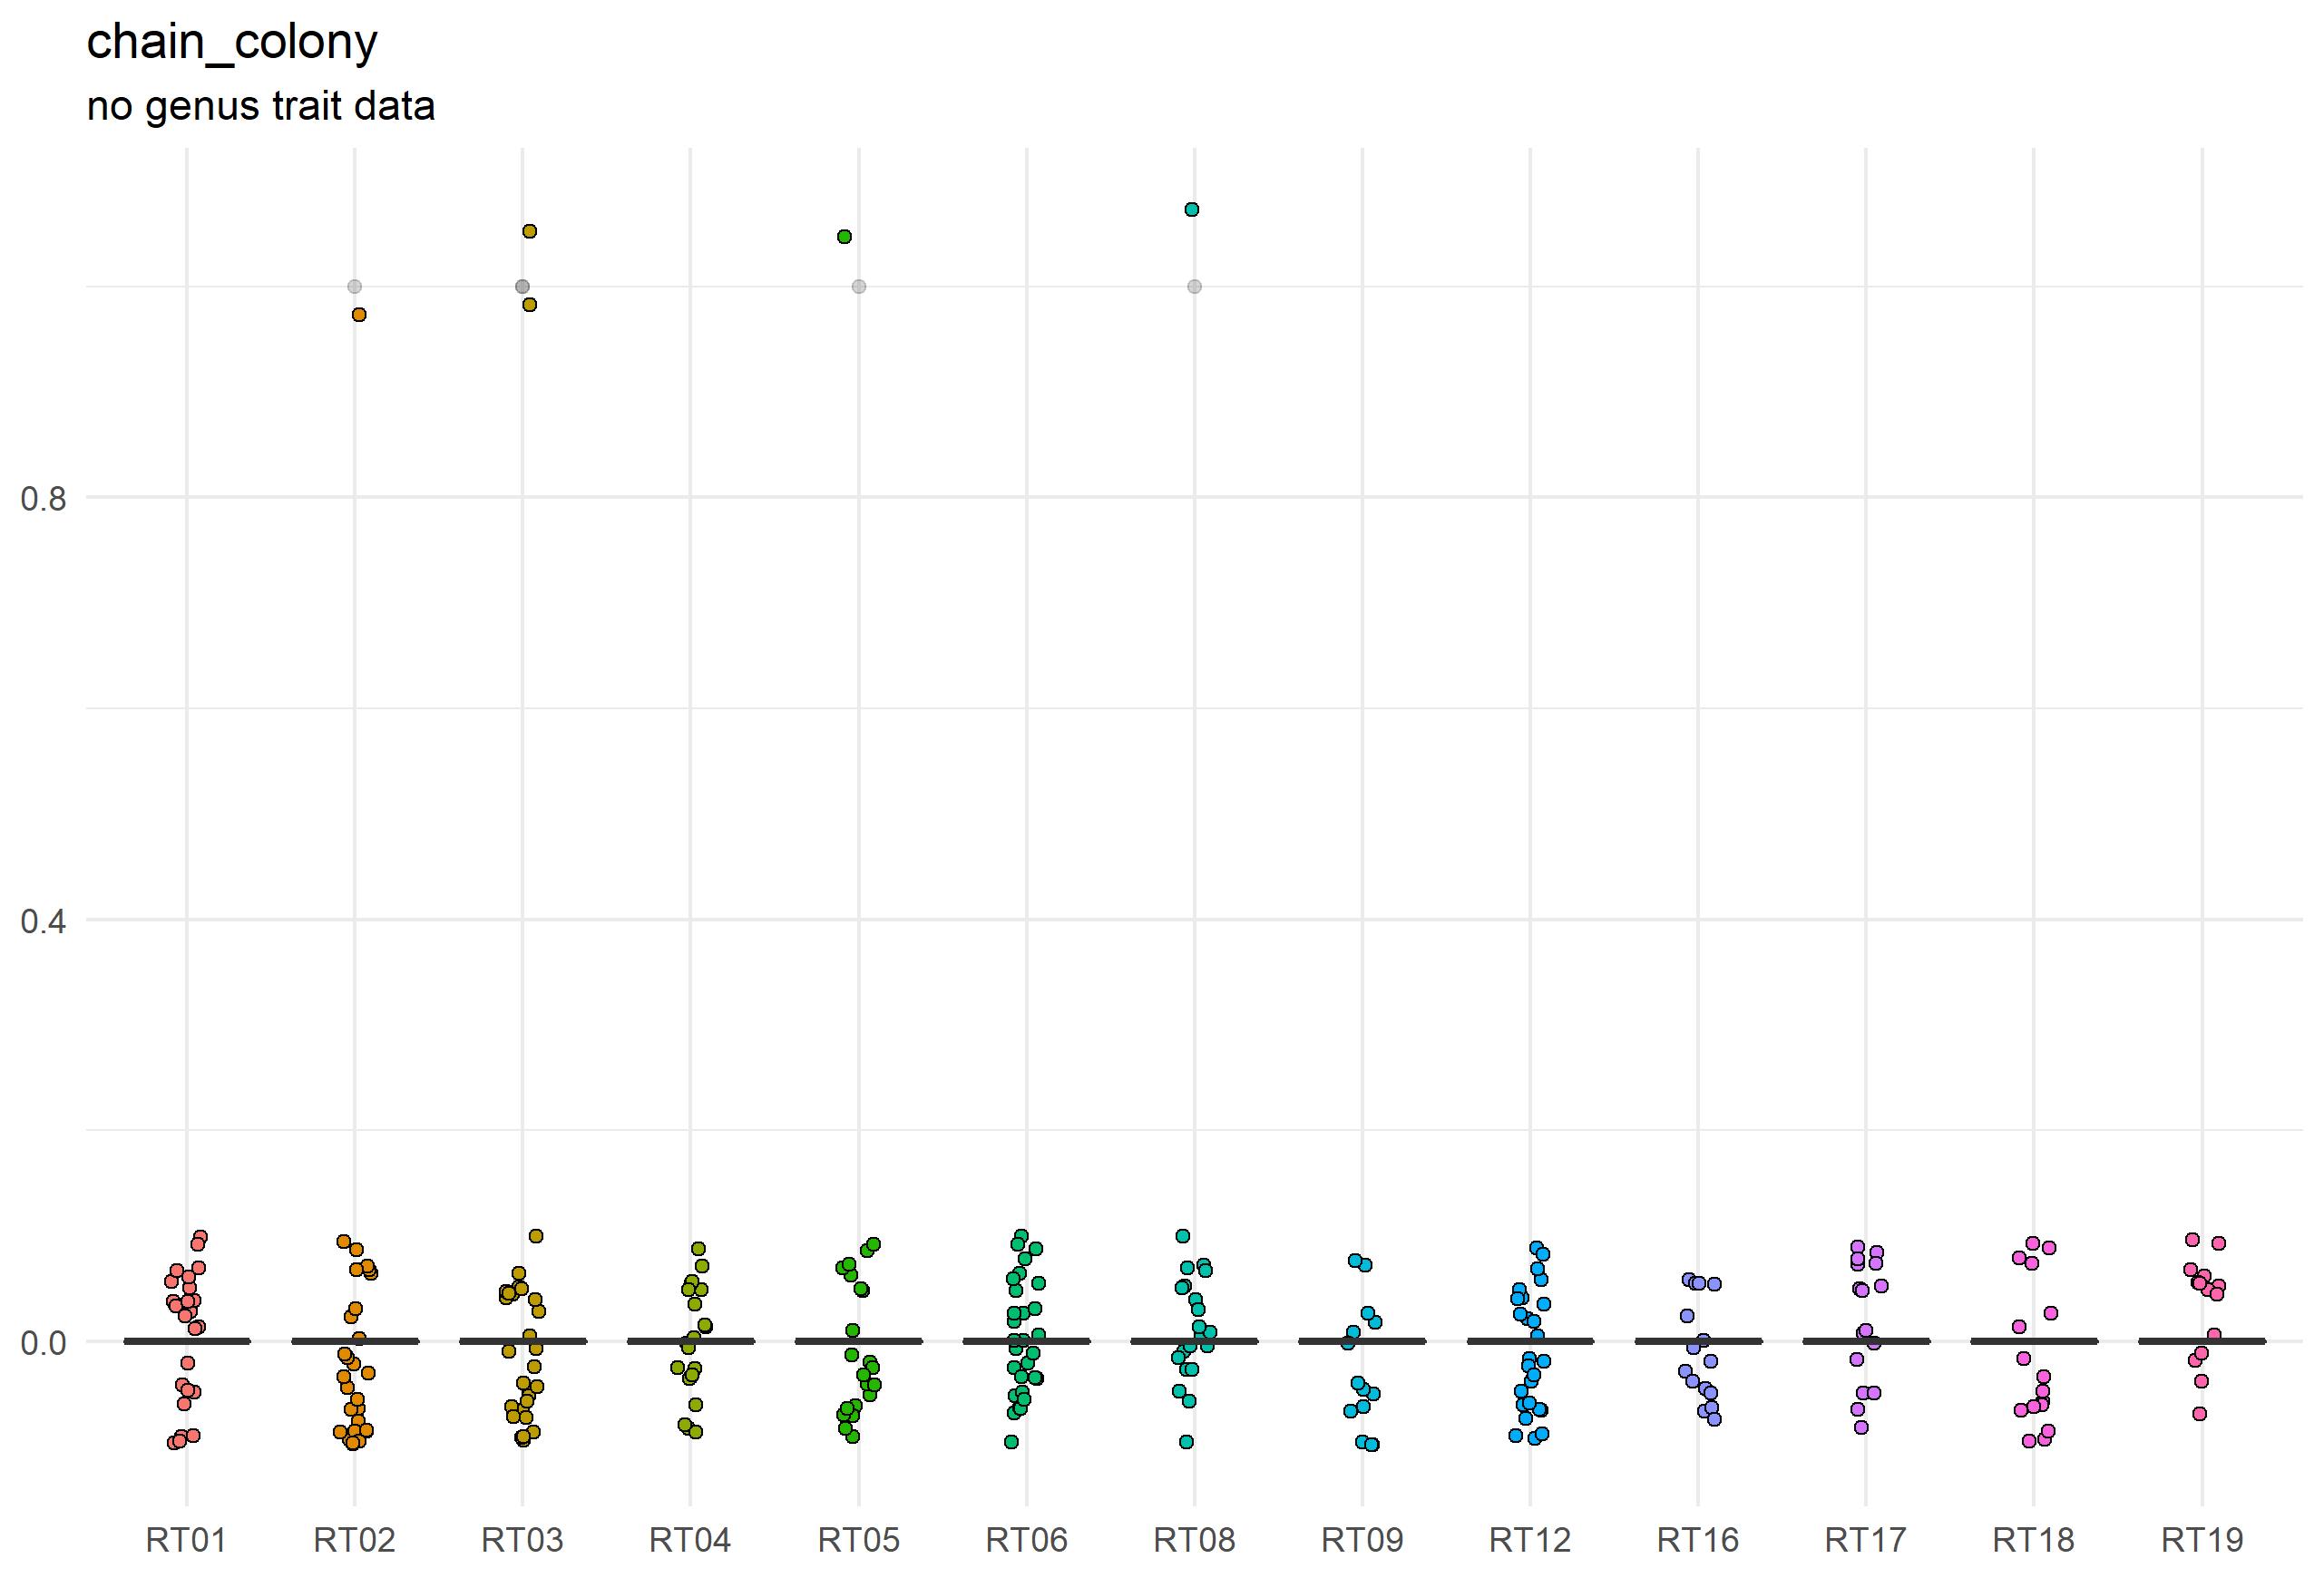 chain_colony
no genus trait data
0.8
0.4
0.0
RT01 RT02 RT03 RT04 RT05 RT06 RT08 RT09 RT12 RT16 RT17 RT18 RT19